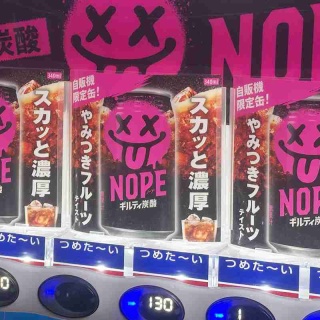 炭酸
NOPE
自販機
限定缶!
スカッと濃厚
やみつきフルーツ
テイスト
NOPE
ギルティ炭酸
自販機
限定缶!
スカッと濃厚
やみつきフルーツ
テイスト
NOPE
ギルティ炭酸
つめた〜い
つめた〜い
つめた〜い
つめた〜い
130